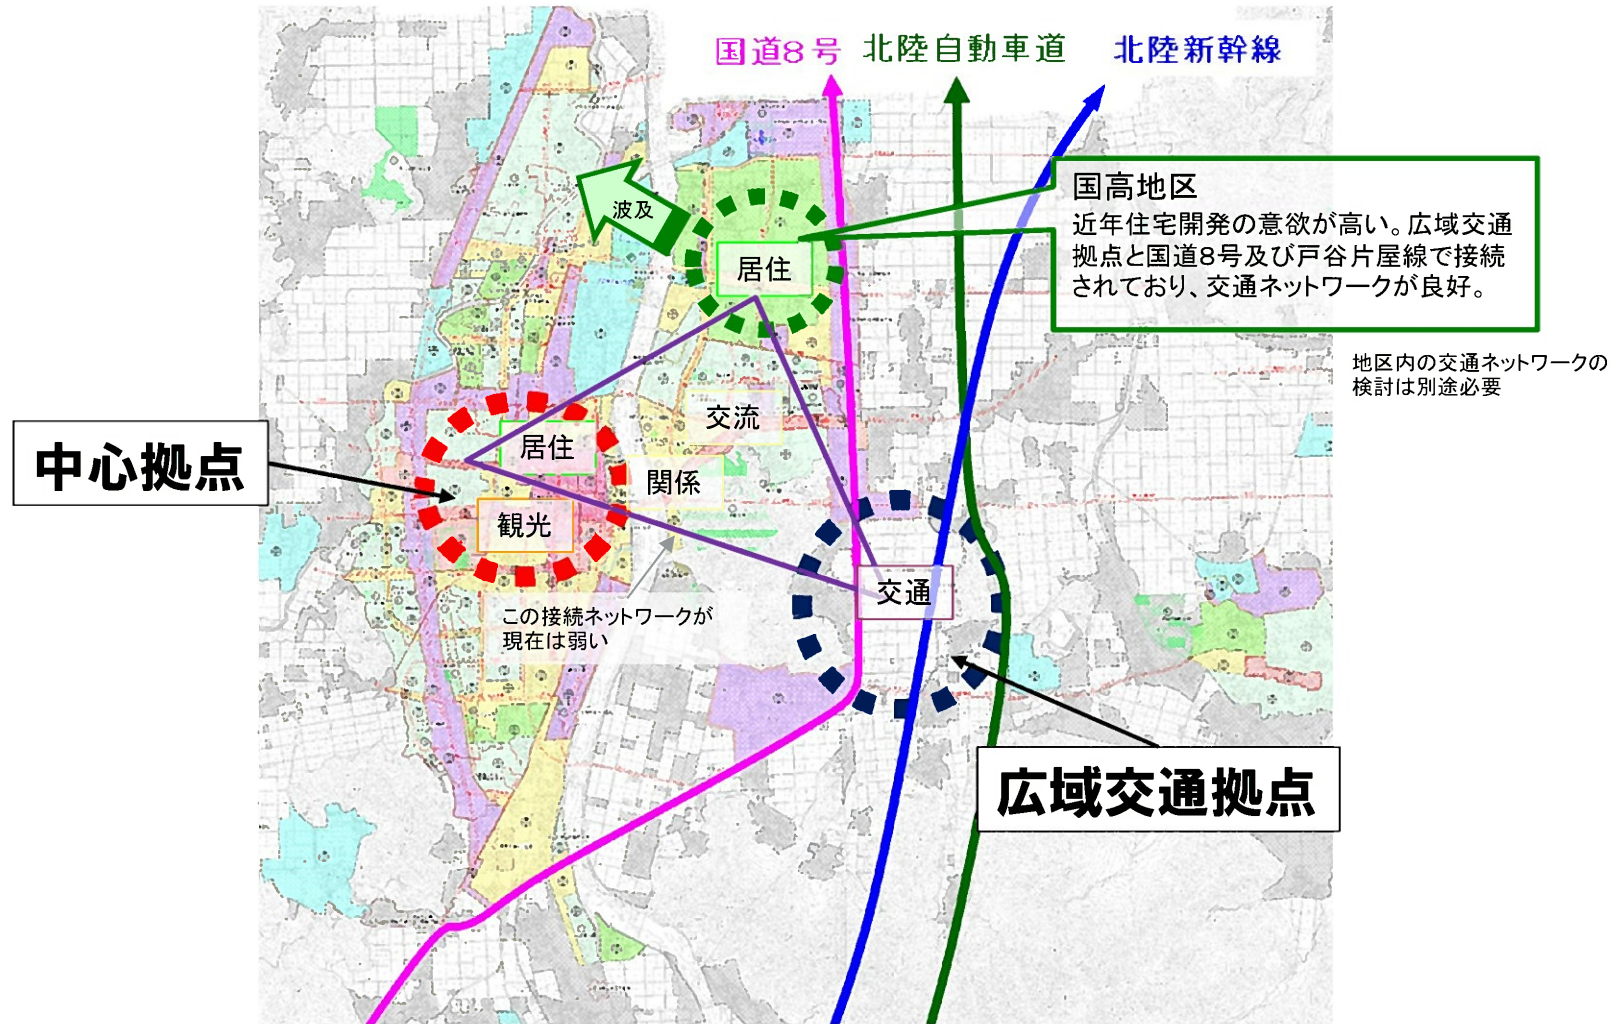 国道8号
北陸自動車道
北陸新幹線
国高地区
近年住宅開発の意欲が高い。広域交通
拠点と国道8号及び戸谷片屋線で接続
されており、交通ネットワークが良好。
波及
居住
地区内の交通ネットワークの
検討は別途必要
交流
中心拠点
居住
関係
観光
交通
この接続ネットワークが
現在は弱い
広域交通拠点